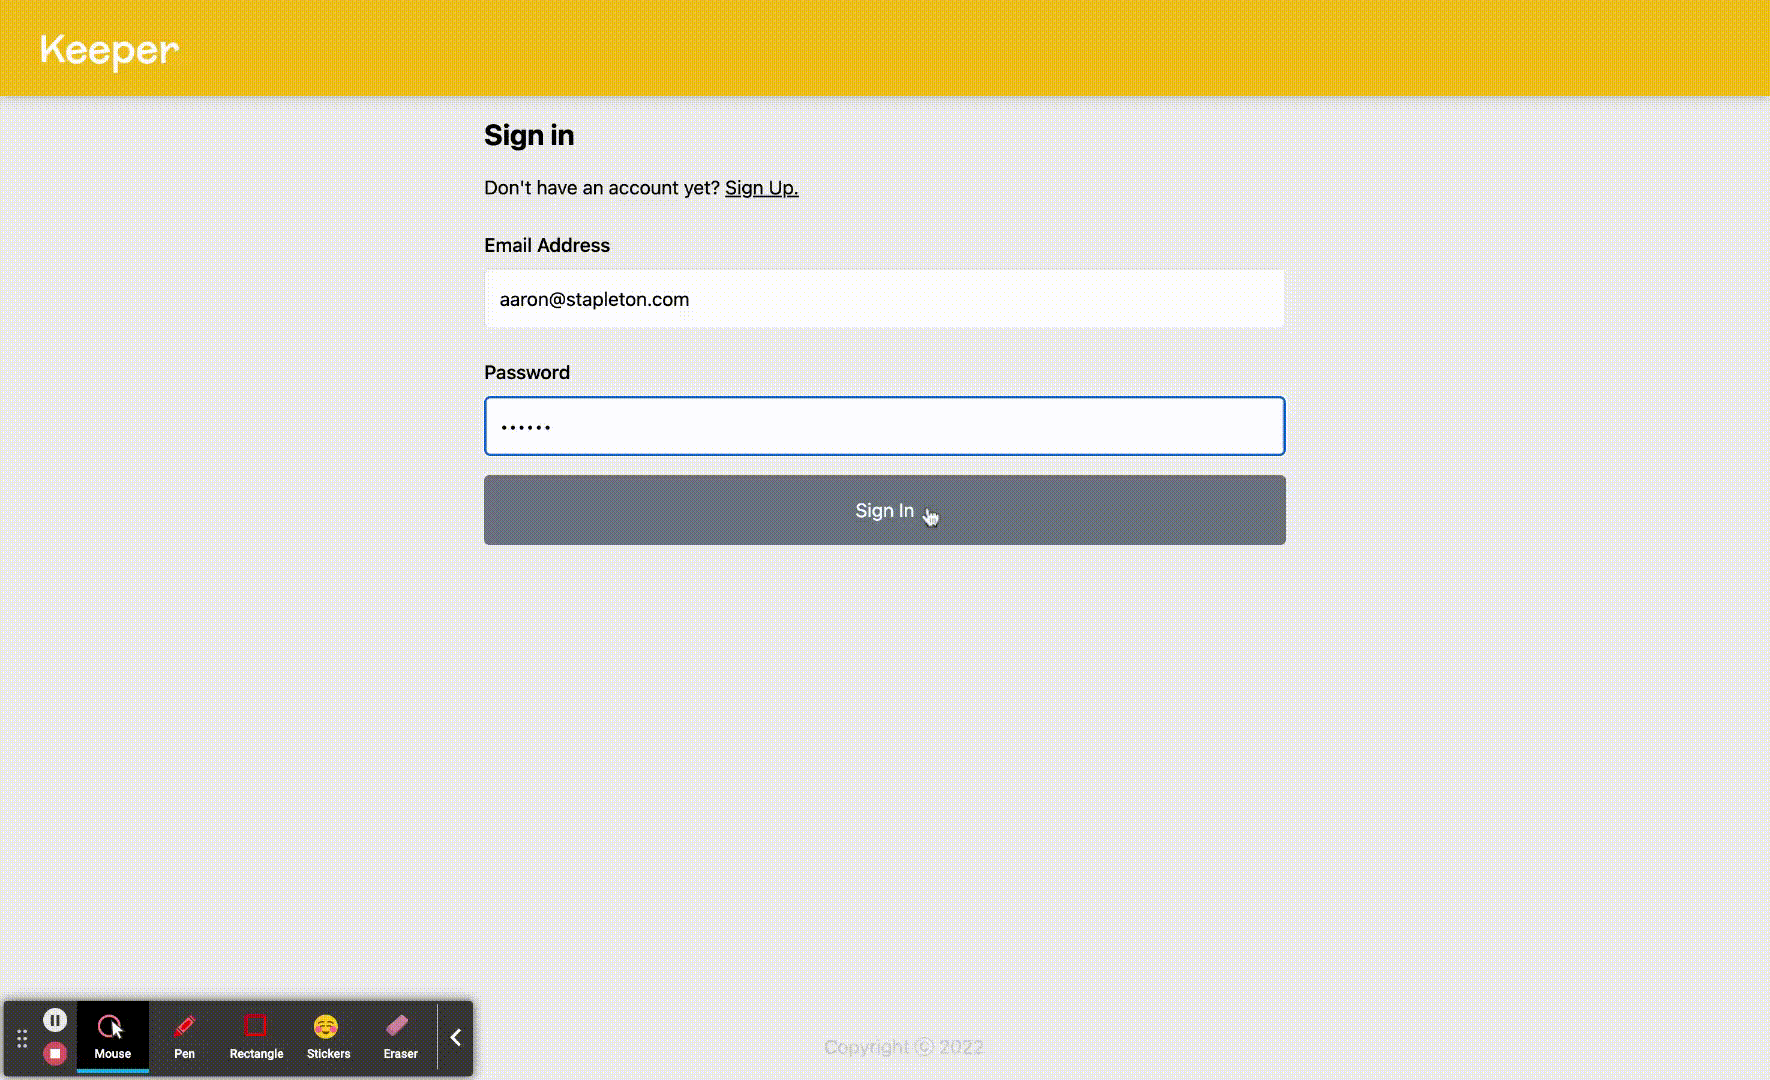 Keeper
Sign in
Don't have an account yet? Sign Up.
Email Address
aaron@stapleton.com
Password
••••••
Sign In
Mouse
Pen
Rectangle
Stickers
Eraser
Copyright © 2022